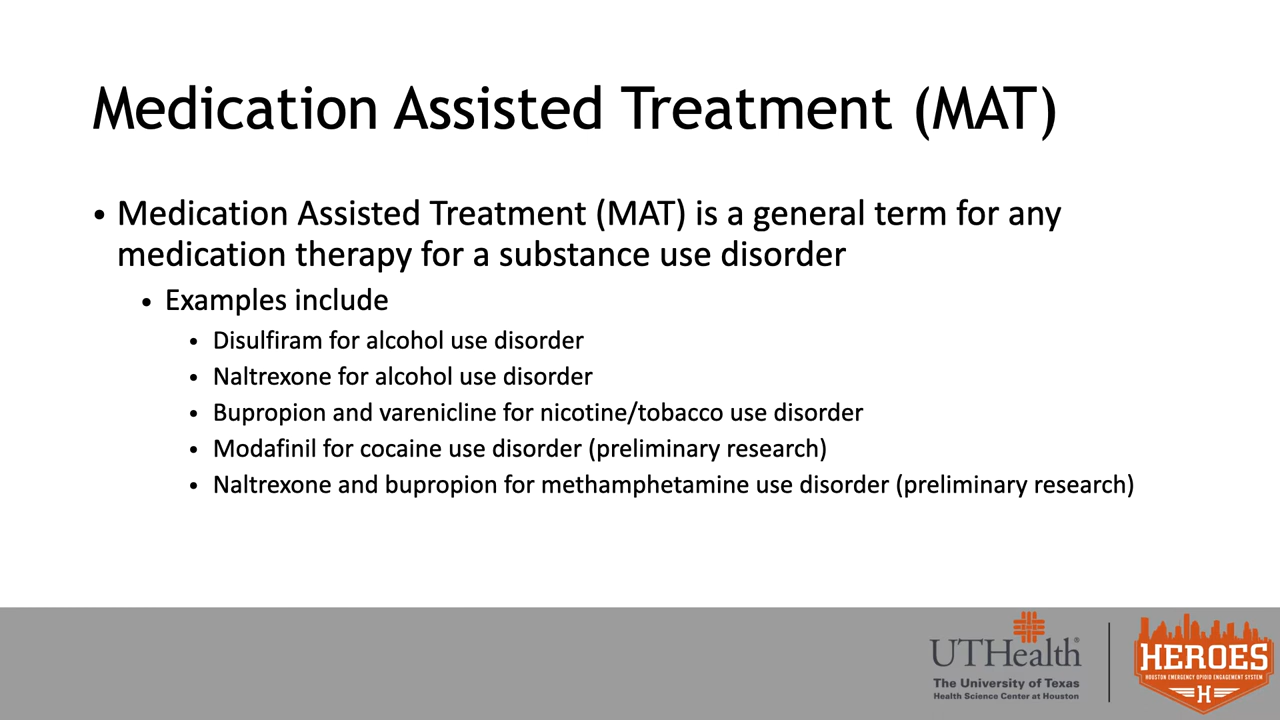 Medication Assisted Treatment (MAT)
• Medication Assisted Treatment (MAT) is a general term for any
medication therapy for a substance use disorder
• Examples include
• Disulfiram for alcohol use disorder
• Naltrexone for alcohol use disorder
• Bupropion and varenicline for nicotine/tobacco use disorder
• Modafinil for cocaine use disorder (preliminary research)
• Naltrexone and bupropion for methamphetamine use disorder (preliminary research)
UTHealth®
The University of Texas
Health Science Center at Houston
HEROES
HOUSTON EMERGENCY OPIOID ENGAGEMENT SYSTEM
H